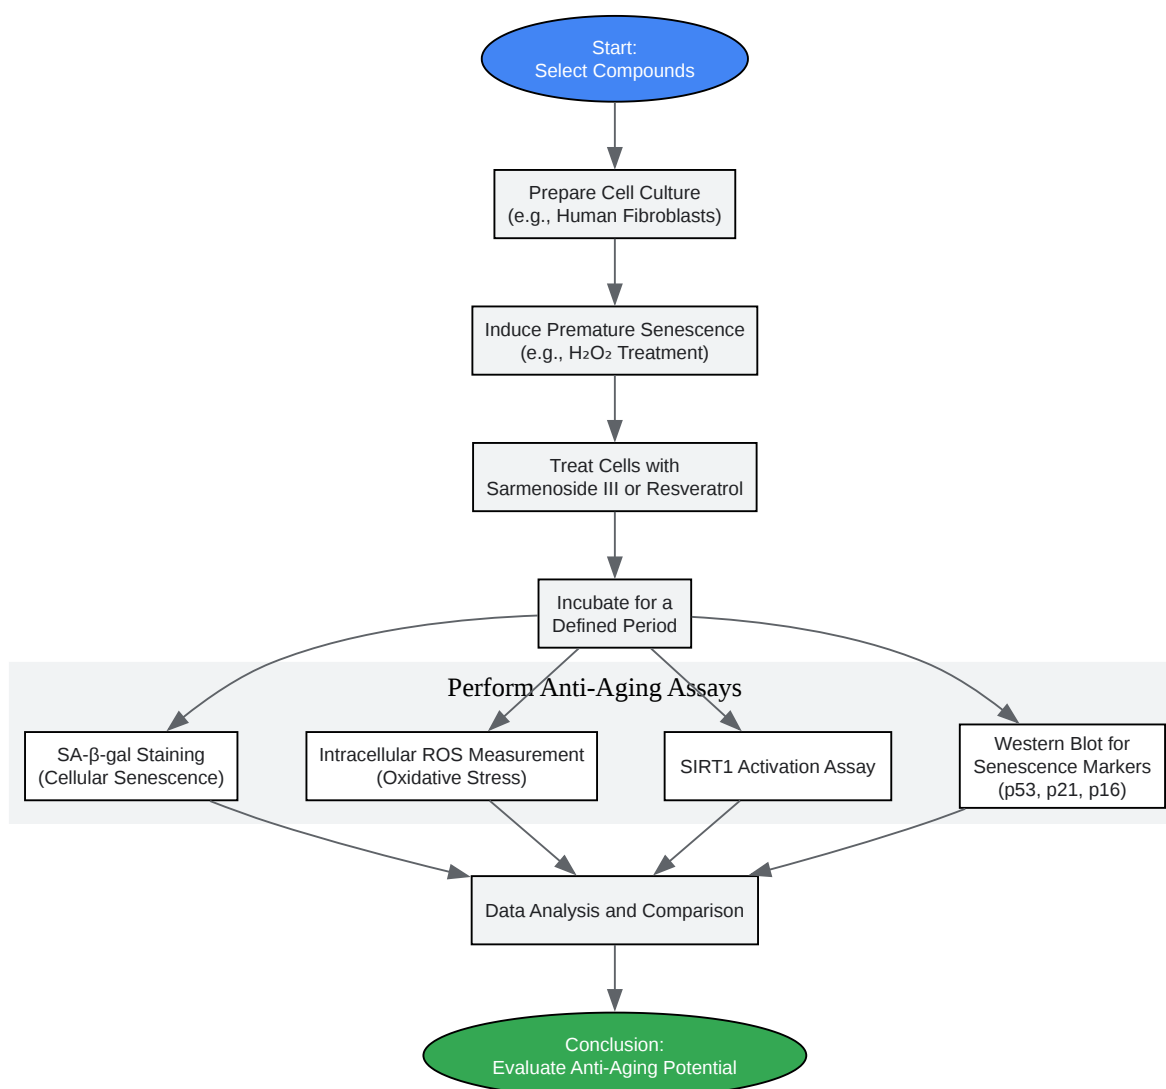 Start:
Select Compounds
Prepare Cell Culture
(e.g., Human Fibroblasts)
Induce Premature Senescence
(e.g., H₂O₂ Treatment)
Treat Cells with
Sarmenoside III or Resveratrol
Incubate for a
Defined Period
Perform Anti-Aging Assays
SA-β-gal Staining
(Cellular Senescence)
Intracellular ROS Measurement
(Oxidative Stress)
SIRT1 Activation Assay
Western Blot for
Senescence Markers
(p53, p21, p16)
Data Analysis and Comparison
Conclusion:
Evaluate Anti-Aging Potential